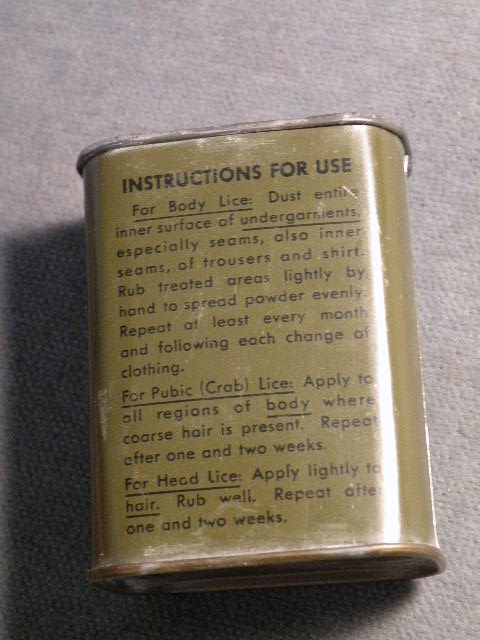 INSTRUCTIONS FOR USE
For Body Lice: Dust entire
inner surface of undergarments,
especially seams, also inner
seams, of trousers and shirt.
Rub treated areas lightly by
hand to spread powder evenly.
Repeat at least every month
and following each change of
clothing.
For Pubic (Crab) Lice: Apply to
all regions of body where
coarse hair is present. Repeat
after one and two weeks.
For Head Lice: Apply lightly to
hair. Rub well. Repeat after
one and two weeks.